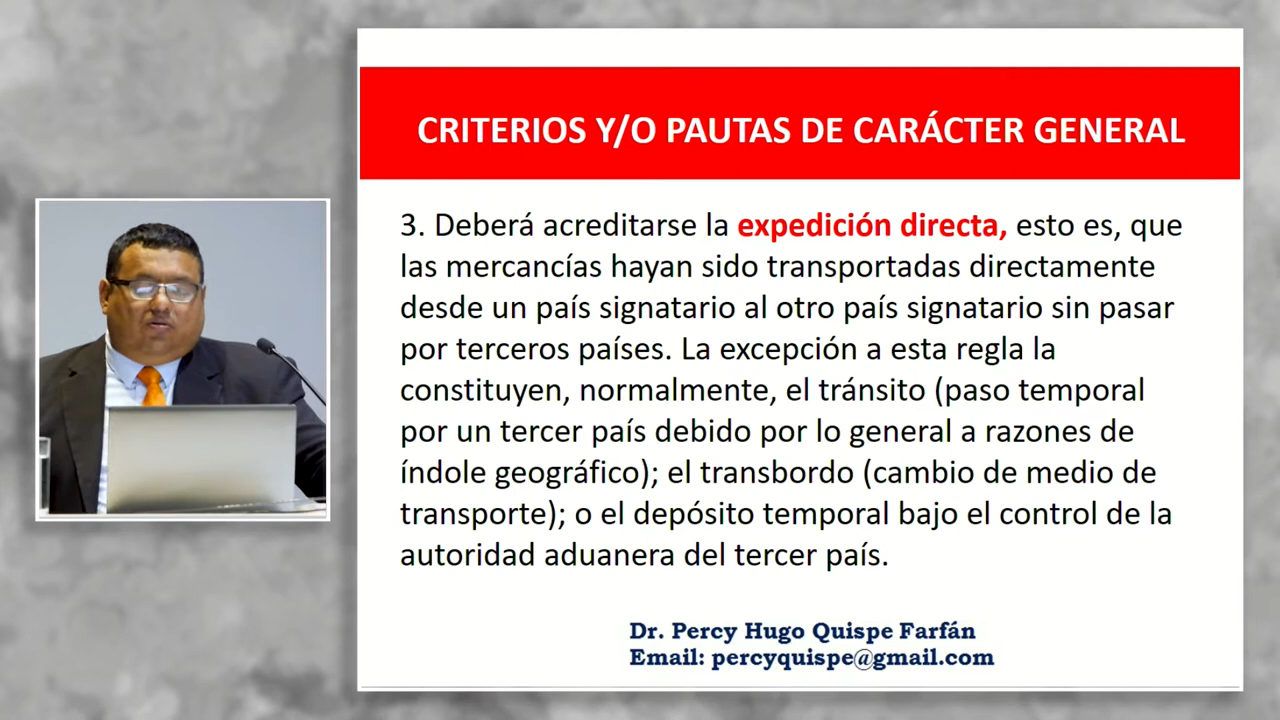 CRITERIOS Y/O PAUTAS DE CARÁCTER GENERAL
3. Deberá acreditarse la expedición directa, esto es, que
las mercancías hayan sido transportadas directamente
desde un país signatario al otro país signatario sin pasar
por terceros países. La excepción a esta regla la
constituyen, normalmente, el tránsito (paso temporal
por un tercer país debido por lo general a razones de
índole geográfico); el transbordo (cambio de medio de
transporte); o el depósito temporal bajo el control de la
autoridad aduanera del tercer país.
Dr. Percy Hugo Quispe Farfán
Email: percyquispe@gmail.com